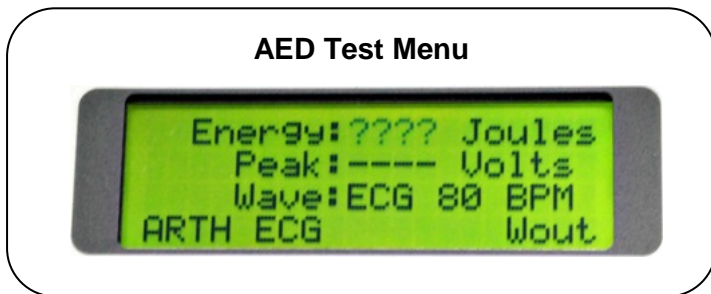 AED Test Menu
Energy:???? Joules
Peak:---- Volts
Wave:ECG 80 BPM
ARTH ECG Wout